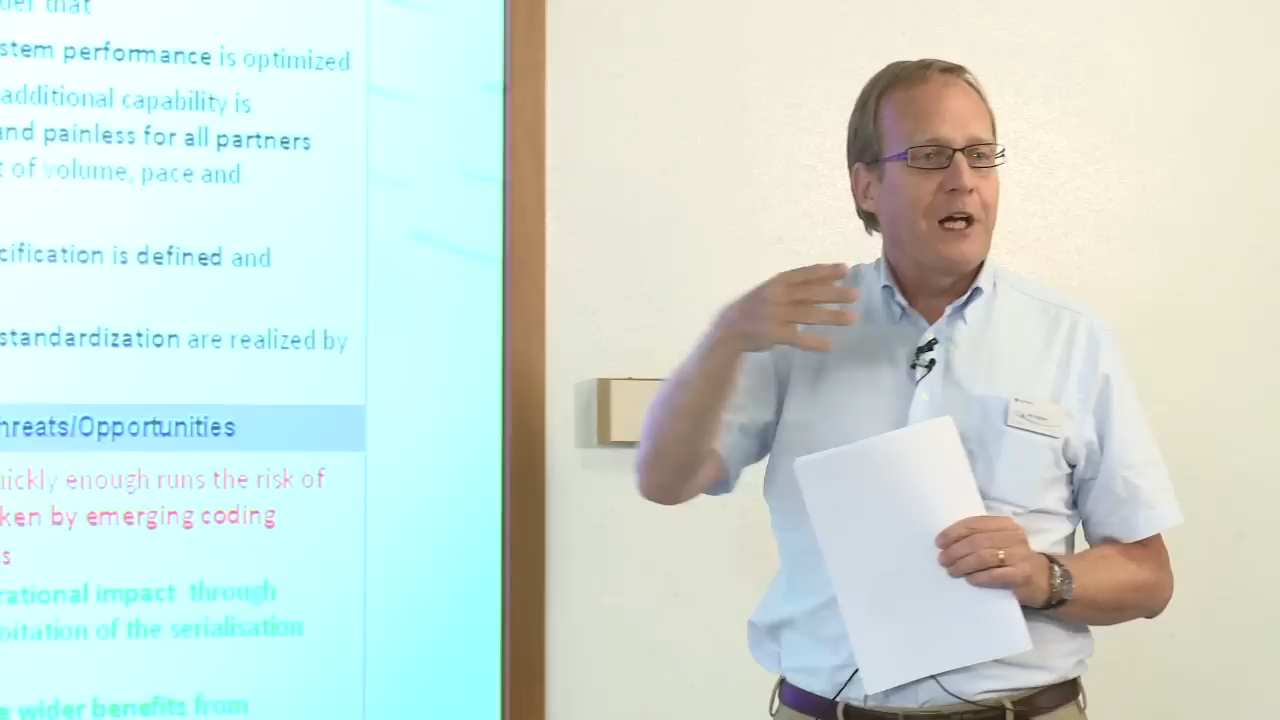 that
stem performance is optimized
additional capability is
and painless for all partners
t of volume, pace and
cification is defined and
standardization are realized by
hreats/Opportunities
uickly enough runs the risk of
ken by emerging coding
s
rational impact through
oitation of the serialisation
e wider benefits from